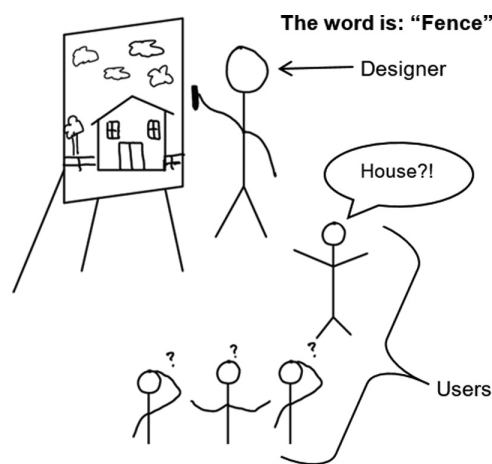 The word is: “Fence”
Designer
House?!
?
?
?
Users